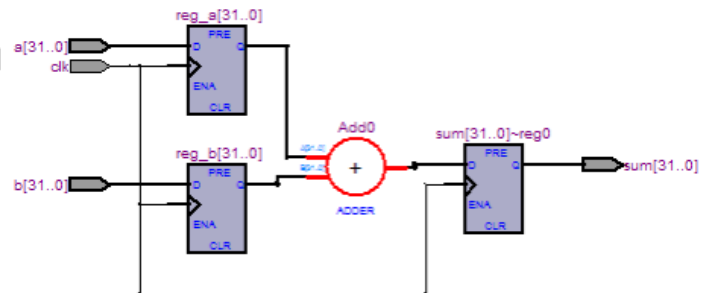 reg_a[31..0]
PRE
a[31..0]
D
Q
clk
ENA
CLR
Add0
sum[31..0]~reg0
reg_b[31..0]
PRE
b[31..0]
D
Q
ENA
CLR
+
ADDER
PRE
D
Q
sum[31..0]
ENA
CLR